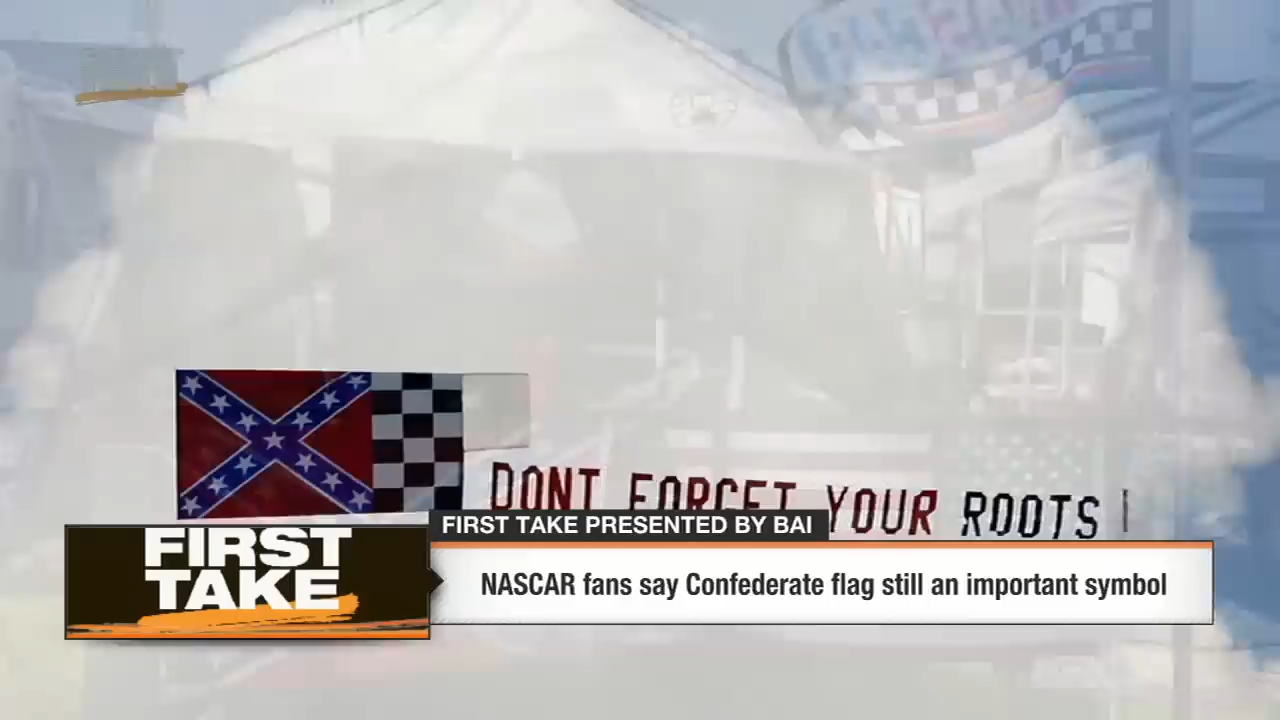 DONT FORGET YOUR ROOTS
FIRST TAKE PRESENTED BY BAI
FIRST
TAKE
NASCAR fans say Confederate flag still an important symbol